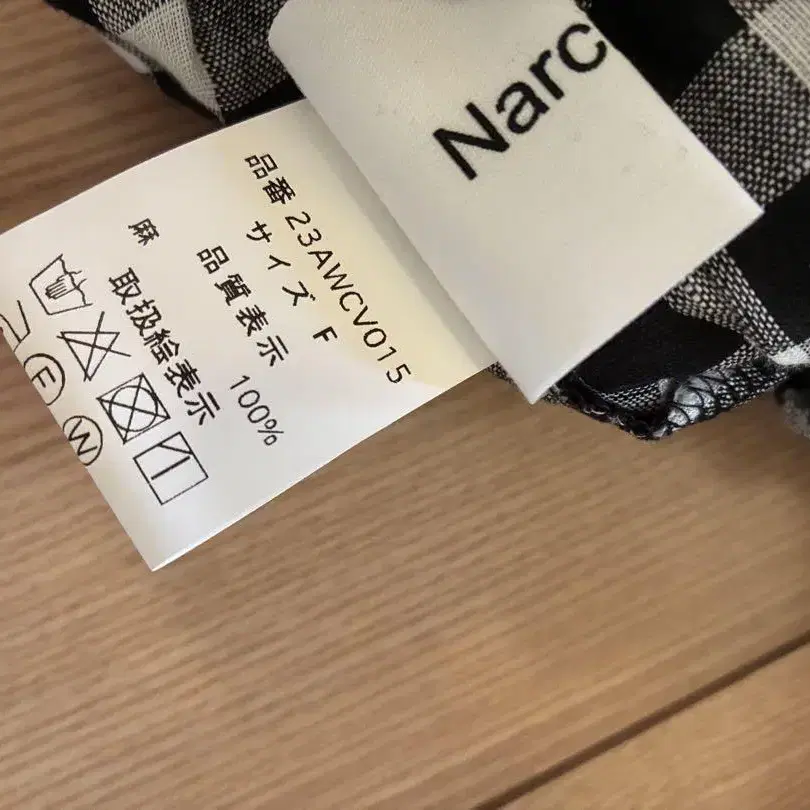 Narc
品番 23AWCV015
サイズ F
品質表示
麻 100%
取扱絵表示
F
W